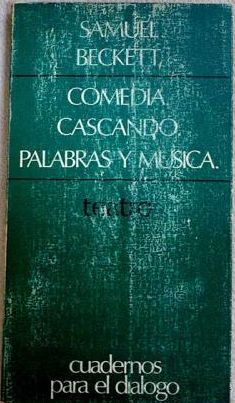 SAMUEL
BECKETT,
COMEDIA.
CASCANDO.
PALABRAS Y MUSICA.
teatro
cuadernos
para el dialogo